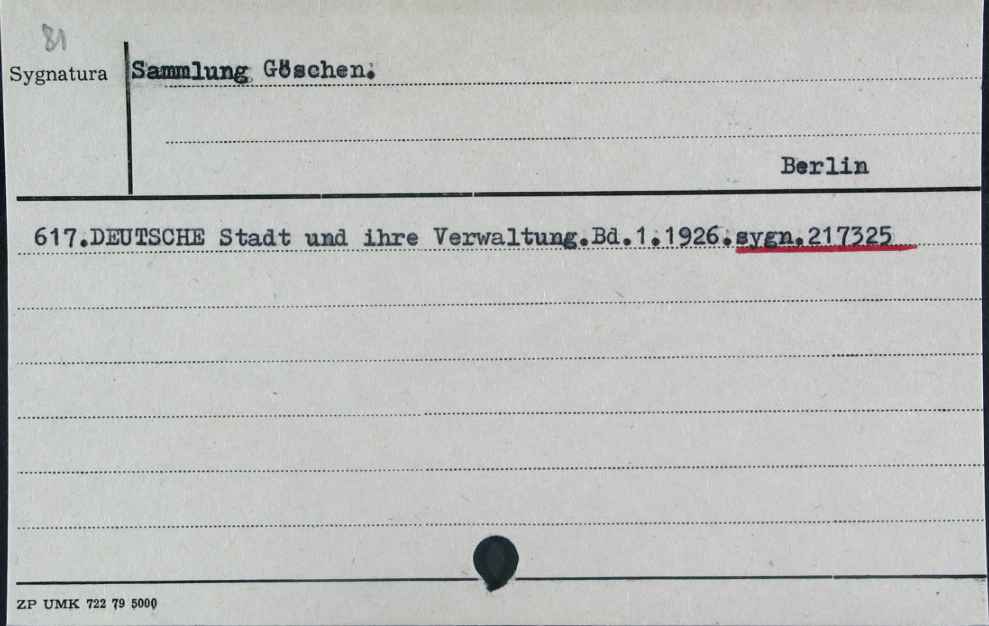 81
Sygnatura Sammlung Göschen.
Berlin
617.DEUTSCHE Stadt und ihre Verwaltung.Bd.1.1926.sygn.217325
ZP UMK 722 79 5000